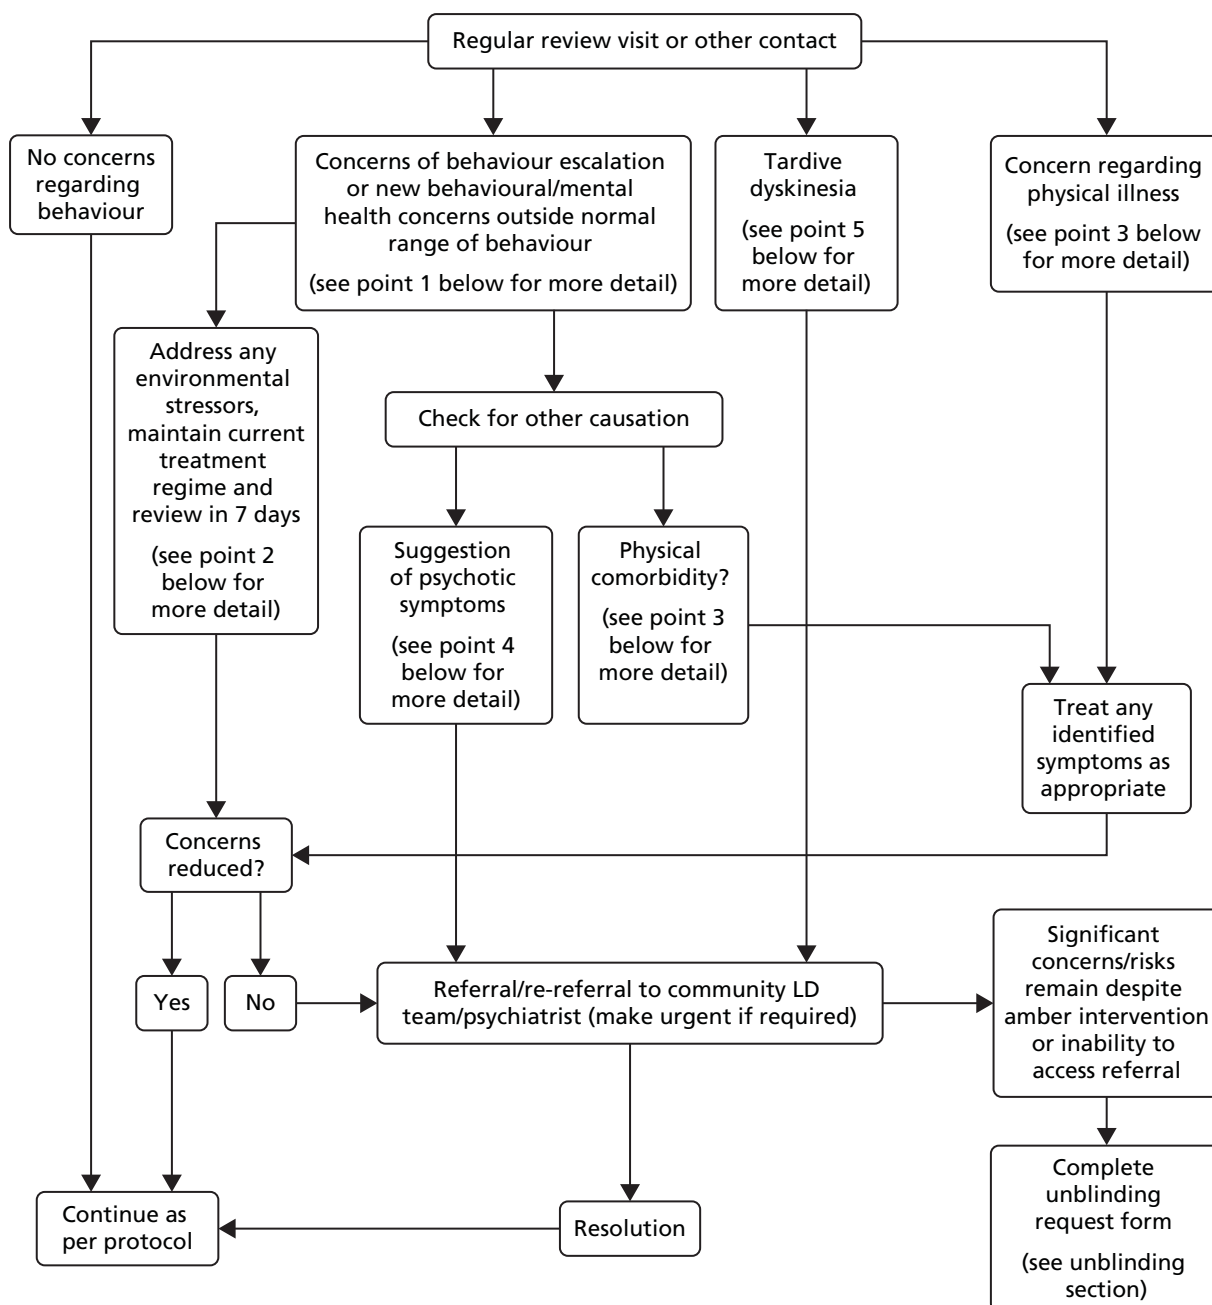 Regular review visit or other contact
No concerns
regarding
behaviour
Concerns of behaviour escalation
or new behavioural/mental
health concerns outside normal
range of behaviour
(see point 1 below for more detail)
Tardive
dyskinesia
(see point 5
below for
more detail)
Concern regarding
physical illness
(see point 3 below
for more detail)
Address any
environmental
stressors,
maintain current
treatment
regime and
review in 7 days
(see point 2
below for
more detail)
Check for other causation
Suggestion
of psychotic
symptoms
(see point 4
below for
more detail)
Physical
comorbidity?
(see point 3
below for
more detail)
Treat any
identified
symptoms as
appropriate
Concerns
reduced?
Yes
No
Referral/re-referral to community LD
team/psychiatrist (make urgent if required)
Significant
concerns/risks
remain despite
amber intervention
or inability to
access referral
Continue as
per protocol
Resolution
Complete
unblinding
request form
(see unblinding
section)